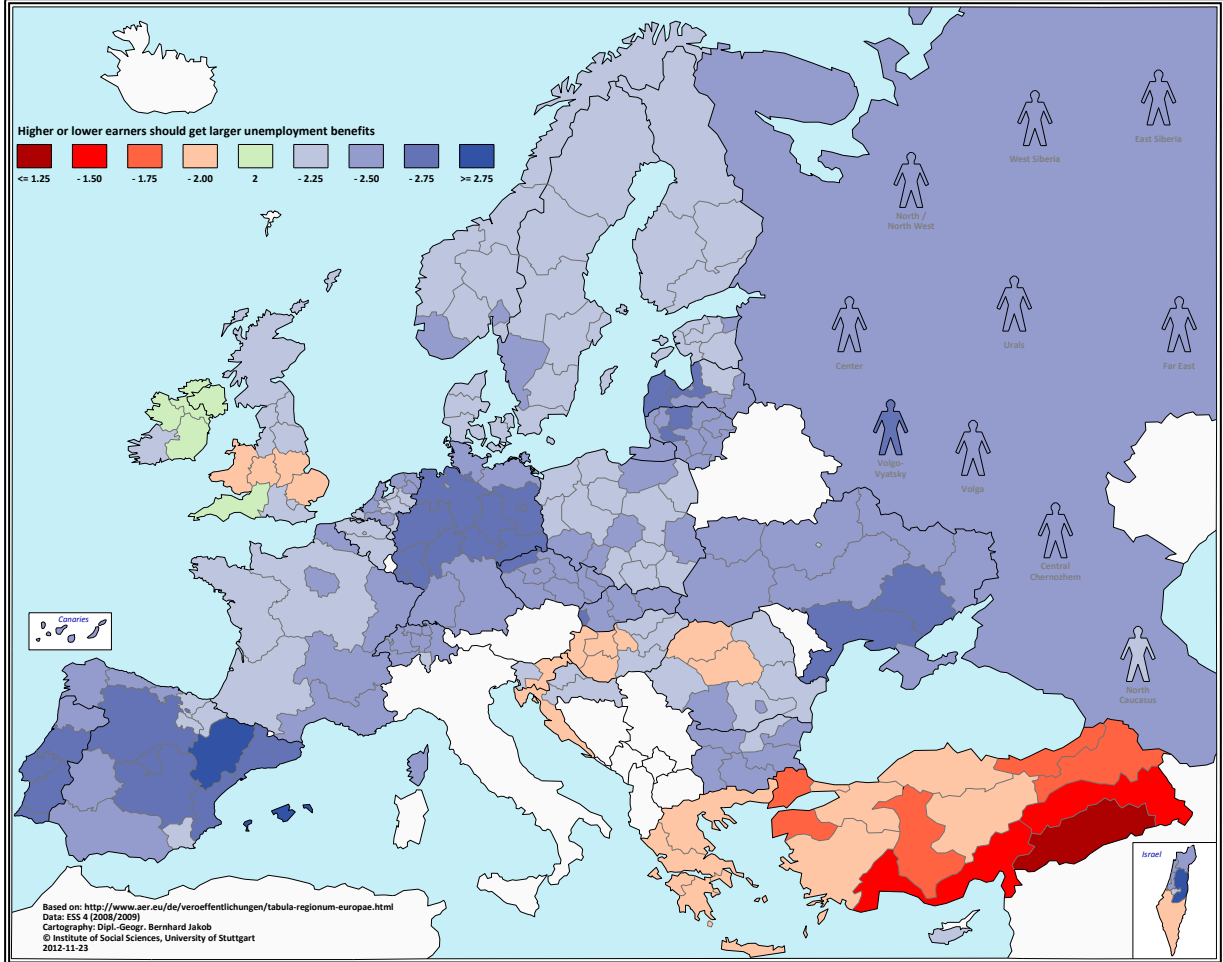 Higher or lower earners should get larger unemployment benefits
<= 1.25 - 1.50 - 1.75 - 2.00 2 - 2.25 - 2.50 - 2.75 >= 2.75
East Siberia
West Siberia
North /
North West
Center
Urals
Far East
Volgo-
Vyatsky
Volga
Central
Chernozhem
Canaries
North
Caucasus
Israel
Based on: http://www.aer.eu/de/veroeffentlichungen/tabula-regionum-europae.html
Data: ESS 4 (2008/2009)
Cartography: Dipl.-Geogr. Bernhard Jakob
© Institute of Social Sciences, University of Stuttgart
2012-11-23